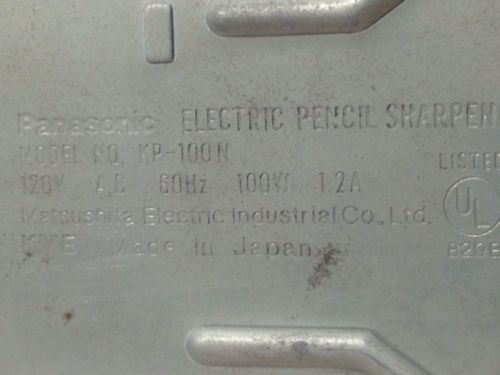 Panasonic ELECTRIC PENCIL SHARPEN
MODEL NO. KP-100N
120V A.C 60Hz 100W 1.2A
Matsushita Electric Industrial Co., Ltd.
Made in Japan
LISTE
UL